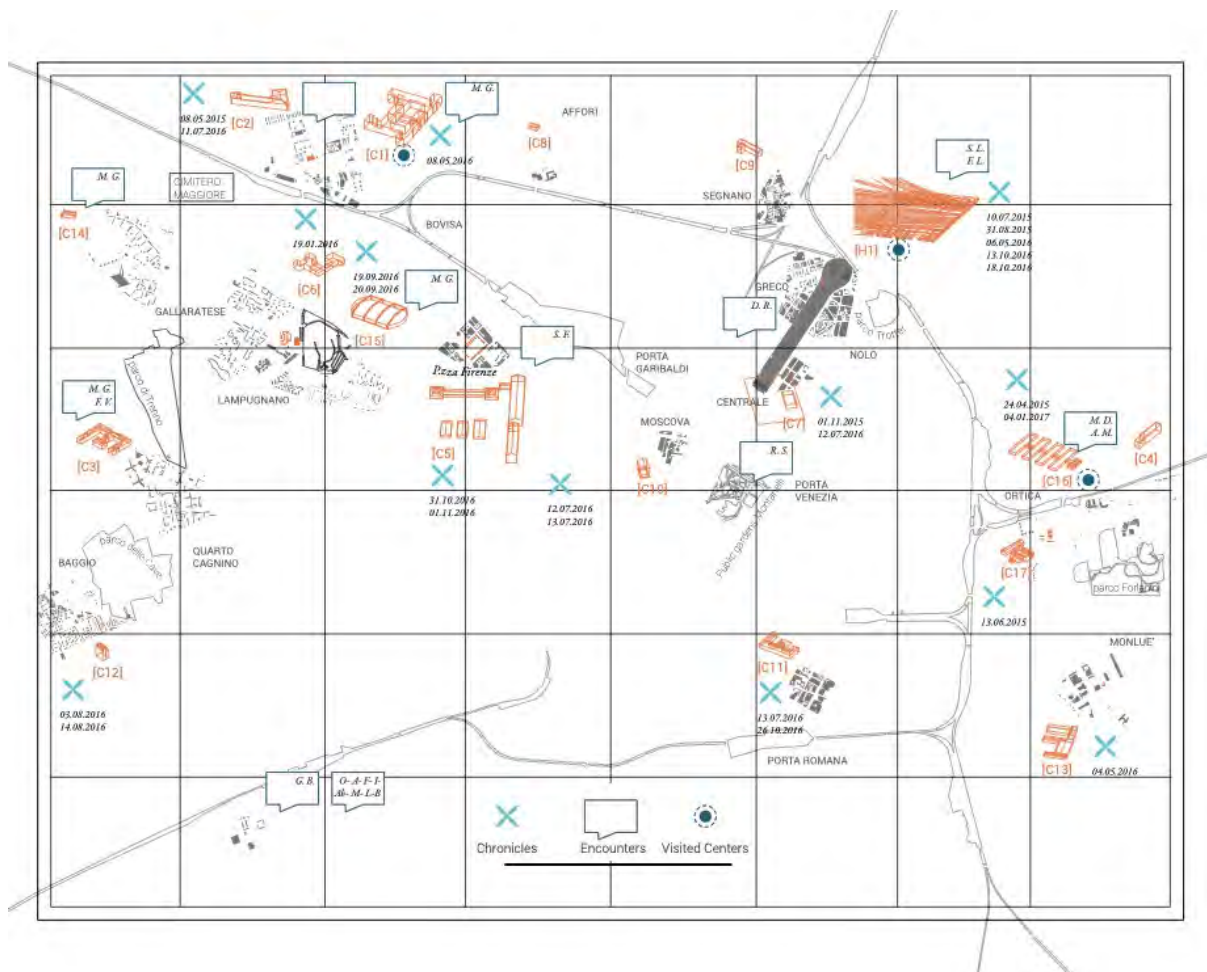 M. G.
AFFORI
08.05.2015
11.07.2016
[C2]
[C1]
08.05.2016
[C8]
[C9]
S. L.
F. L.
M. G.
CIMITERO
MAGGIORE
SEGNANO
[C14]
BOVISA
10.07.2015
31.08.2015
06.05.2016
13.10.2016
18.10.2016
19.01.2016
[H1]
19.09.2016
20.09.2016
[C6]
M. G.
GRECO
D. R.
GALLARATESE
[C15]
S. F.
parco Trotter
NOLO
P.zza Firenze
PORTA
GARIBALDI
parco di Trenno
M. G.
F. V.
LAMPUGNANO
CENTRALE
MOSCOVA
[C7]
01.11.2015
12.07.2016
24.04.2015
04.01.2017
M. D.
A. M.
[C3]
[C5]
R. S.
[C4]
[C10]
[C16]
PORTA
VENEZIA
ORTICA
31.10.2016
01.11.2016
12.07.2016
13.07.2016
Public gardens Montanelli
QUARTO
CAGNINO
BAGGIO
parco delle Cave
[C17]
parco Forlanini
13.06.2015
MONLUE'
[C12]
[C11]
03.08.2016
14.08.2016
13.07.2016
26.10.2016
PORTA ROMANA
[C13]
04.05.2016
G. B.
O- A- F- I-
Ab- M- L-B
Chronicles
Encounters
Visited Centers